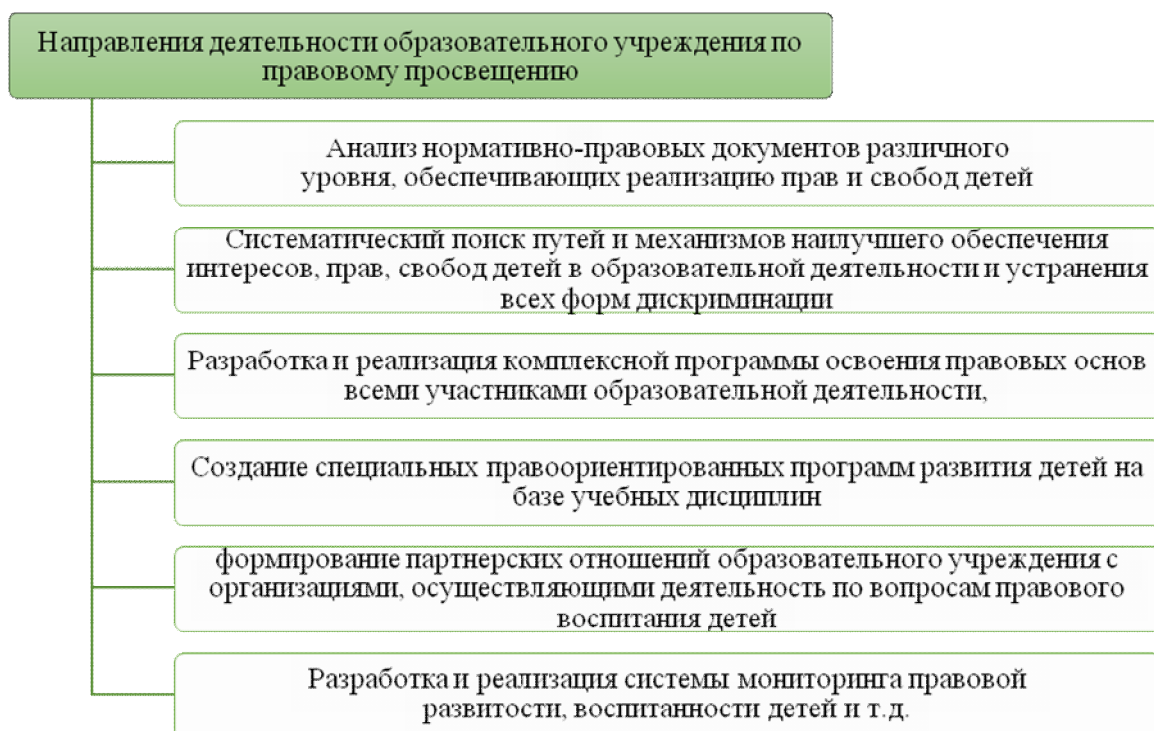 Направления деятельности образовательного учреждения по
правовому просвещению
Анализ нормативно-правовых документов различного
уровня, обеспечивающих реализацию прав и свобод детей
Систематический поиск путей и механизмов наилучшего обеспечения
интересов, прав, свобод детей в образовательной деятельности и устранения
всех форм дискриминации
Разработка и реализация комплексной программы освоения правовых основ
всеми участниками образовательной деятельности,
Создание специальных правоориентированных программ развития детей на
базе учебных дисциплин
формирование партнерских отношений образовательного учреждения с
организациями, осуществляющими деятельность по вопросам правового
воспитания детей
Разработка и реализация системы мониторинга правовой
развитости, воспитанности детей и т.д.